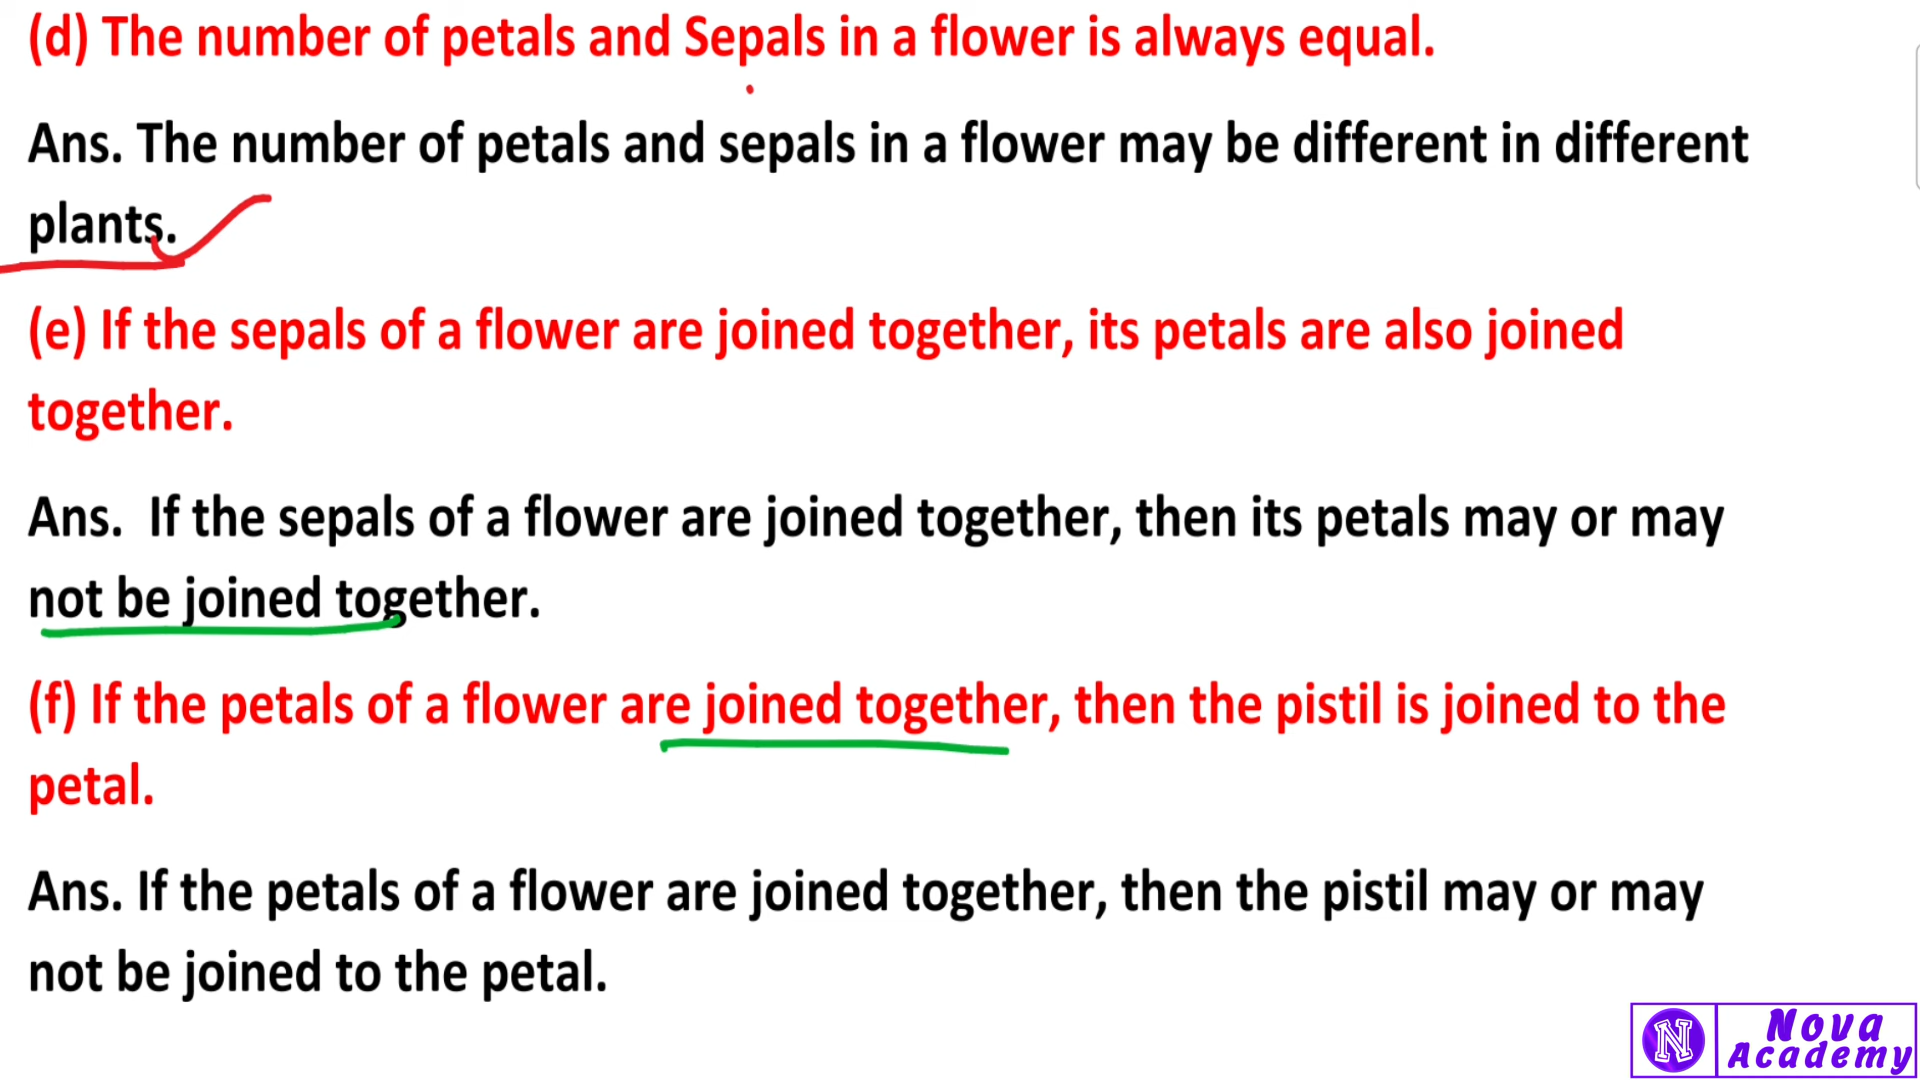 (d) The number of petals and Sepals in a flower is always equal.
Ans. The number of petals and sepals in a flower may be different in different
plants.
(e) If the sepals of a flower are joined together, its petals are also joined
together.
Ans. If the sepals of a flower are joined together, then its petals may or may
not be joined together.
(f) If the petals of a flower are joined together, then the pistil is joined to the
petal.
Ans. If the petals of a flower are joined together, then the pistil may or may
not be joined to the petal.
N Nova
Academy